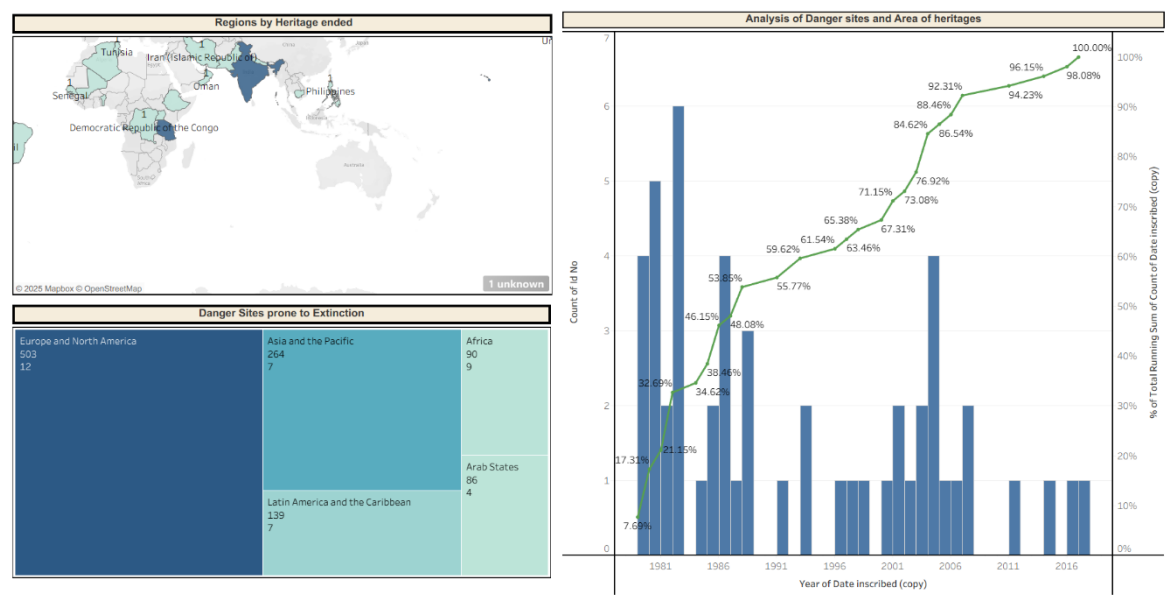 Regions by Heritage ended
1
Tunisia
Iran (Islamic Republic of)
1
Oman
1
Senegal
1
Philippines
1
Democratic Republic of the Congo
il
Ur
Australia
South Africa
© 2025 Mapbox © OpenStreetMap
1 unknown
Danger Sites prone to Extinction
Europe and North America
503
12
Asia and the Pacific
264
7
Latin America and the Caribbean
139
7
Africa
90
9
Arab States
86
4
Analysis of Danger sites and Area of heritages
7
6
5
4
3
2
1
0
Count of Id No
7.69%
17.31%
21.15%
32.69%
34.62%
38.46%
46.15%
48.08%
53.85%
55.77%
59.62%
61.54%
63.46%
65.38%
67.31%
71.15%
73.08%
76.92%
84.62%
86.54%
88.46%
92.31%
94.23%
96.15%
98.08%
100.00%
100%
90%
80%
70%
60%
50%
40%
30%
20%
10%
0%
% of Total Running Sum of Count of Date inscribed (copy)
1981
1986
1991
1996
2001
2006
2011
2016
Year of Date inscribed (copy)